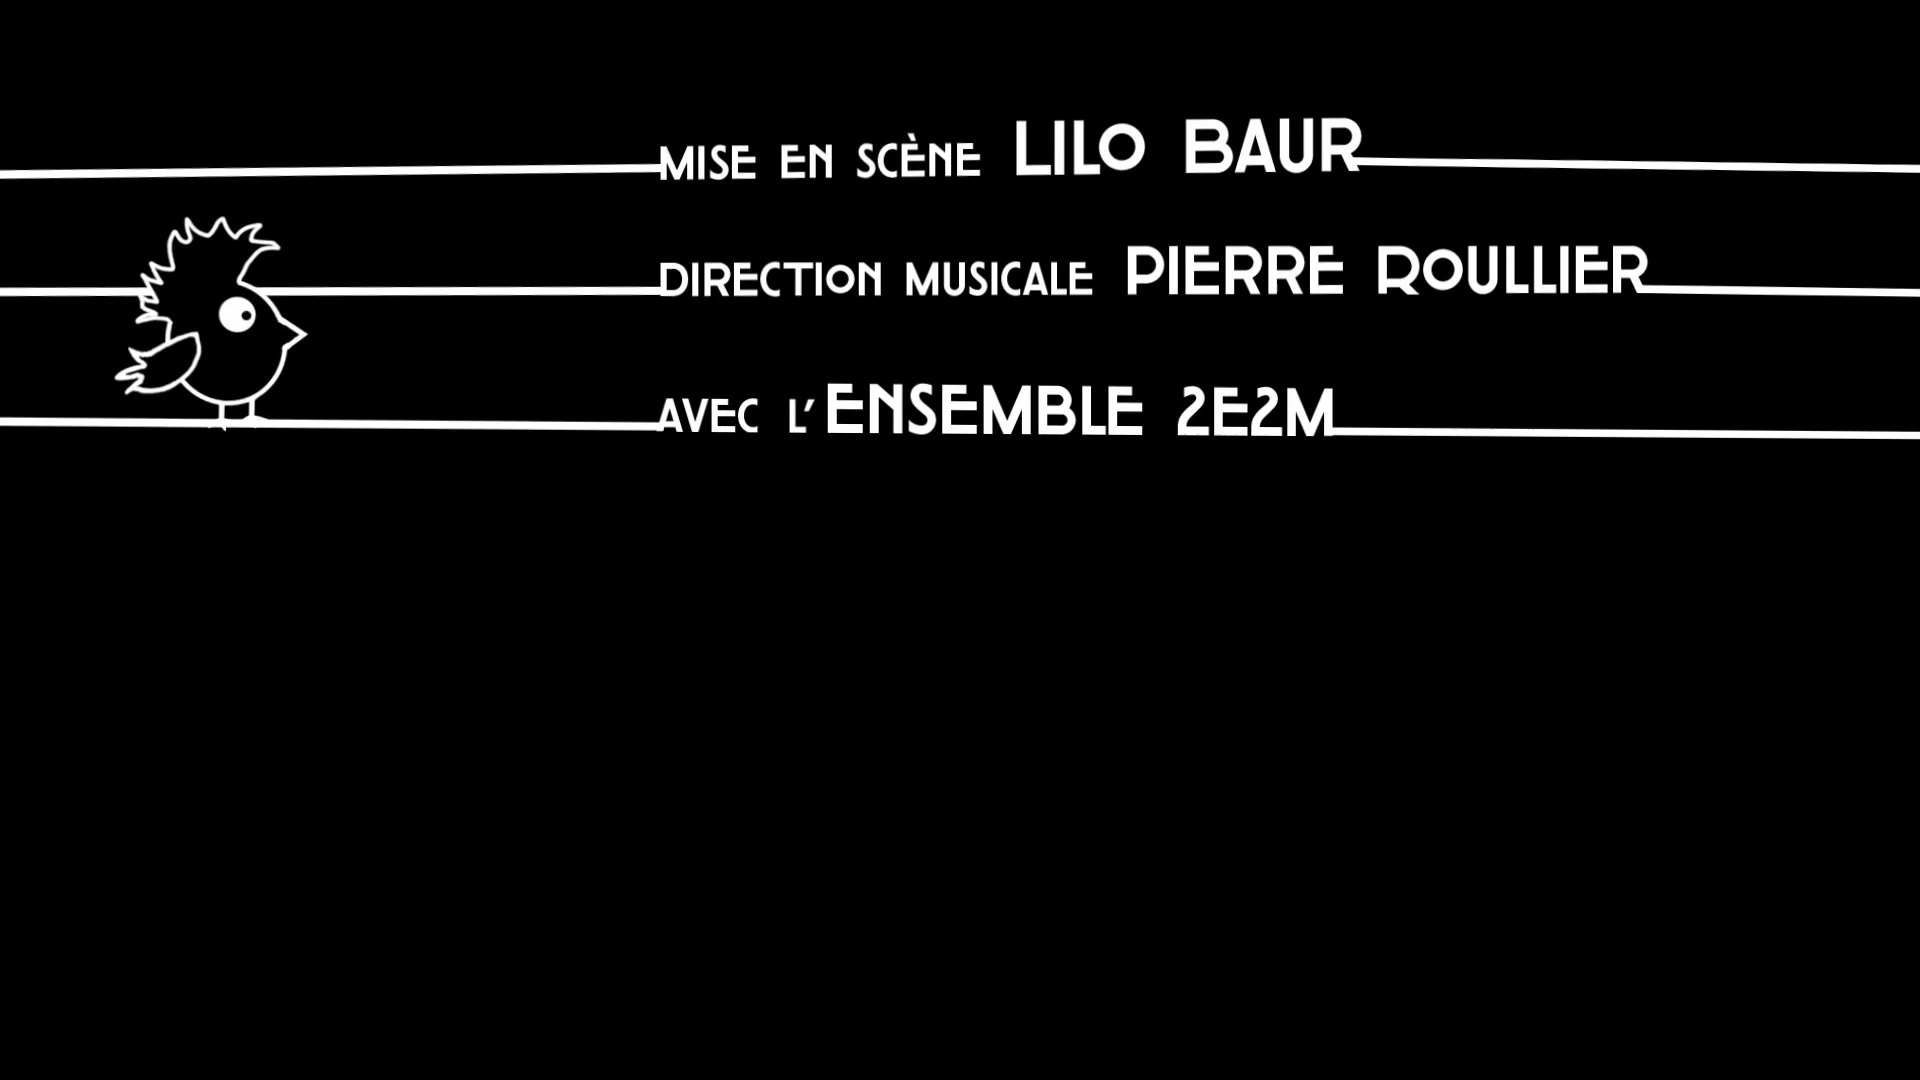 MISE EN SCÈNE LILO BAUR
DIRECTION MUSICALE PIERRE ROULLIER
AVEC L'ENSEMBLE 2E2M